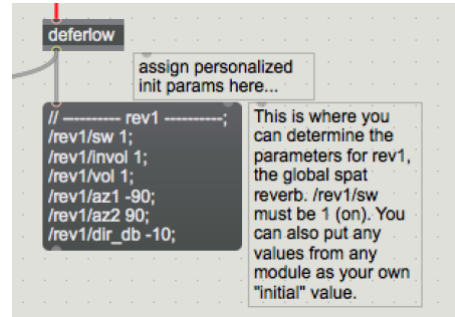 deferlow
assign personalized
init params here...
// ---------- rev1 ----------;
/rev1/sw 1;
/rev1/invol 1;
/rev1/vol 1;
/rev1/az1 -90;
/rev1/az2 90;
/rev1/dir_db -10;
This is where you
can determine the
parameters for rev1,
the global spat
reverb. /rev1/sw
must be 1 (on). You
can also put any
values from any
module as your own
"initial" value.